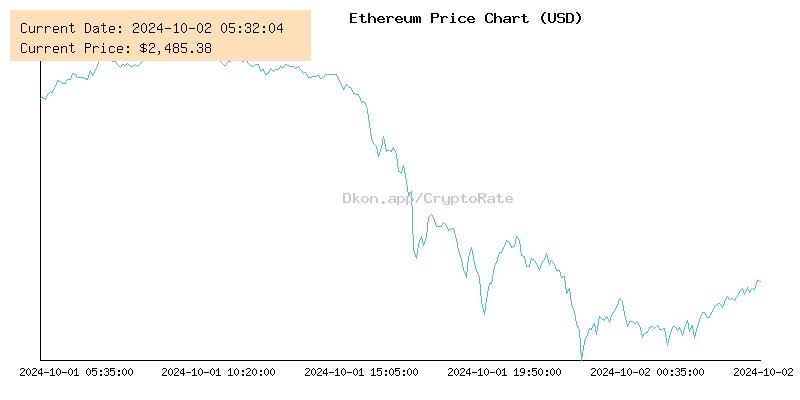 Ethereum Price Chart (USD)
Current Date: 2024-10-02 05:32:04
Current Price: $2,485.38
Dkon.app/CryptoRate
2024-10-01 05:35:00 2024-10-01 10:20:00 2024-10-01 15:05:00 2024-10-01 19:50:00 2024-10-02 00:35:00 2024-10-02